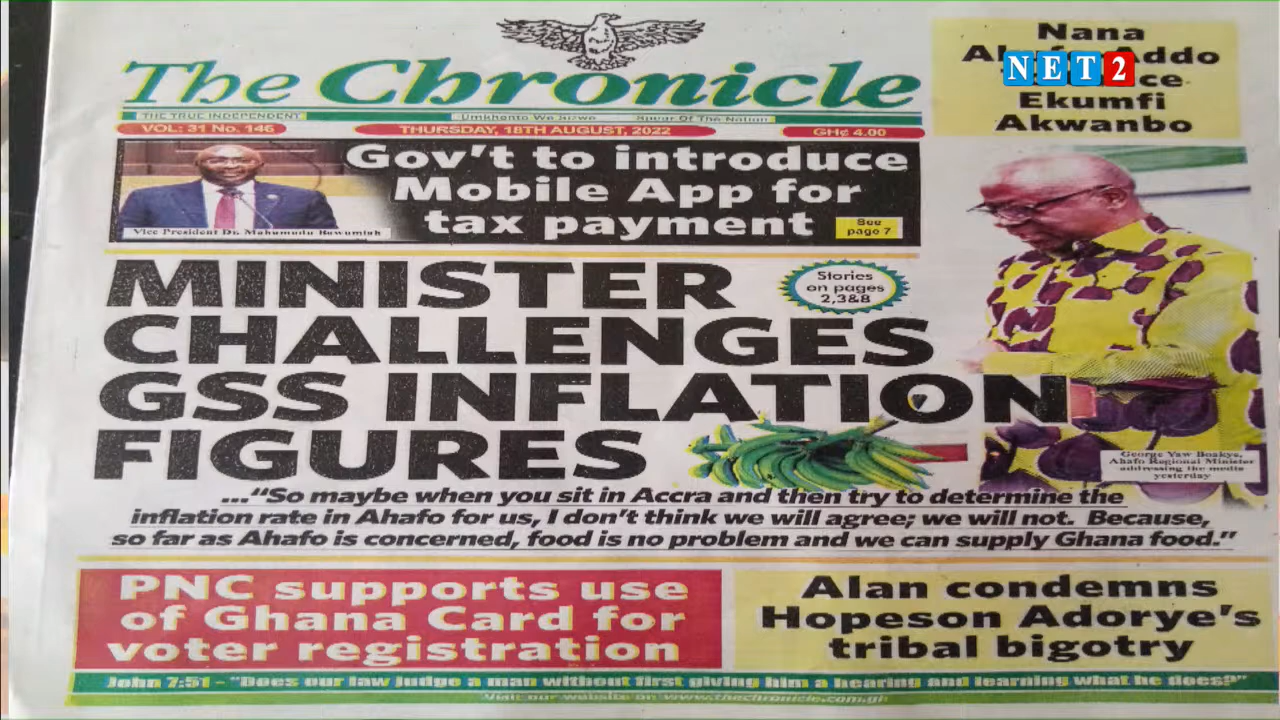 The Chronicle
THE TRUE INDEPENDENT
Umkhonto We Sizwe
Spear Of The Nation
VOL: 31 No. 146
THURSDAY, 18TH AUGUST, 2022
GH¢ 4.00
Nana
Addo
NET2
Ekumfi
Akwanbo
Gov't to introduce
Mobile App for
tax payment
See
page 7
Vice President Dr. Mahamudu Bawumiah
MINISTER
CHALLENGES
GSS INFLATION
FIGURES
Stories
on pages
2,3&8
George Yaw Boakye,
Ahafo Regional Minister
addressing the media
yesterday
..."So maybe when you sit in Accra and then try to determine the
inflation rate in Ahafo for us, I don't think we will agree; we will not. Because,
so far as Ahafo is concerned, food is no problem and we can supply Ghana food."
PNC supports use
of Ghana Card for
voter registration
Alan condemns
Hopeson Adorye's
tribal bigotry
John 7:51 - "Does our law judge a man without first giving him a hearing and learning what he does?"
Visit our website on www.thechronicle.com.gh